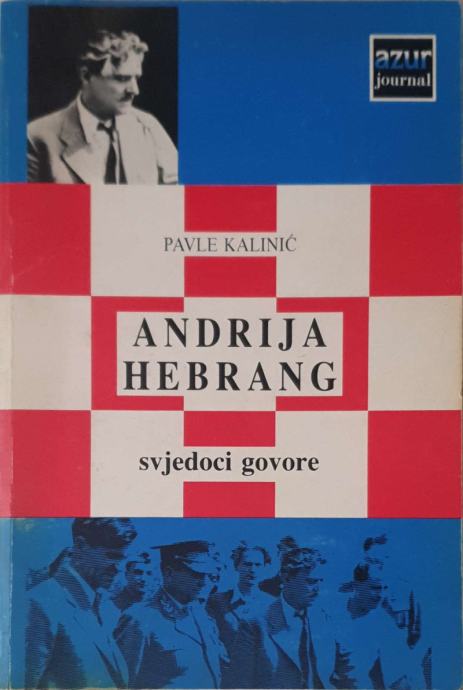 azur
journal
PAVLE KALINIĆ
ANDRIJA
HEBRANG
svjedoci govore